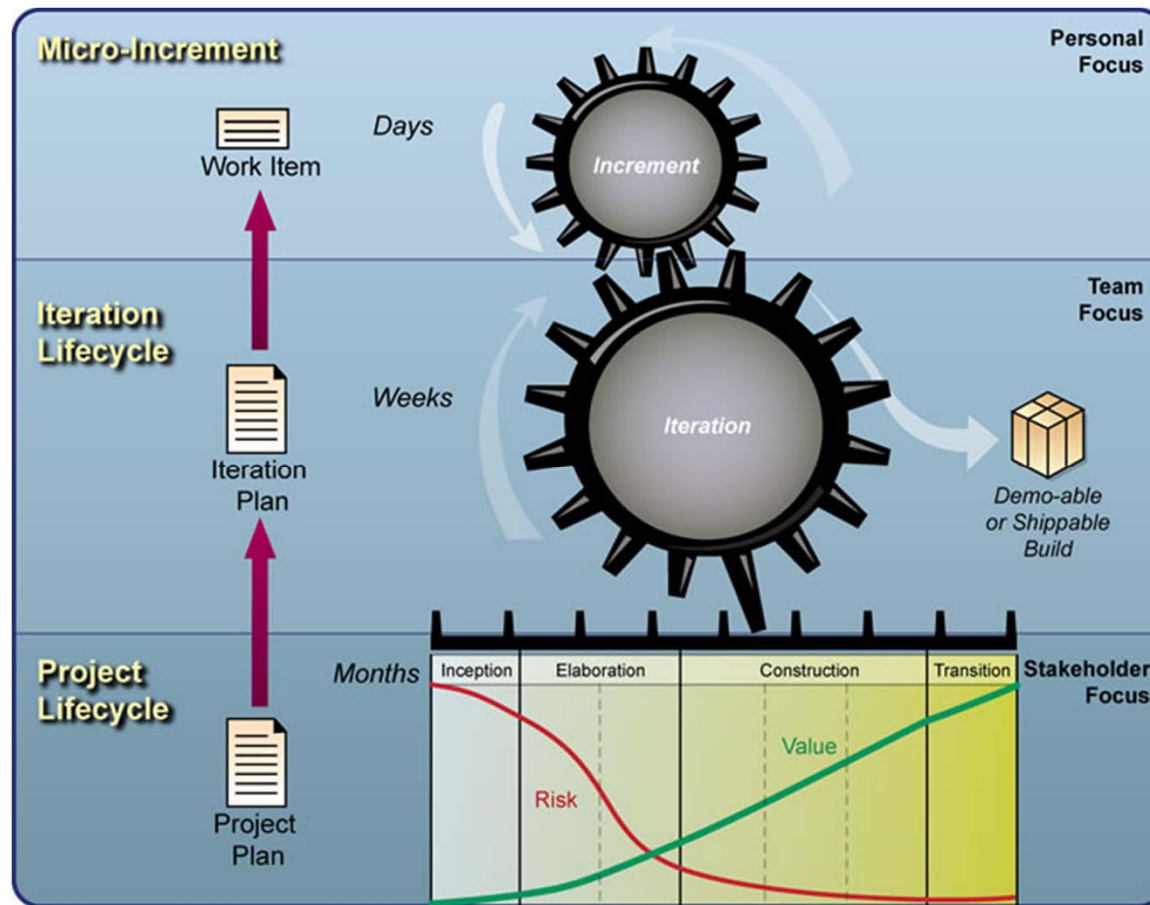 Micro-Increment
Personal
Focus
Days
Work Item
Increment
Iteration
Lifecycle
Team
Focus
Weeks
Iteration
Iteration
Plan
Demo-able
or Shippable
Build
Project
Lifecycle
Months
Inception
Elaboration
Construction
Transition
Stakeholder
Focus
Value
Risk
Project
Plan